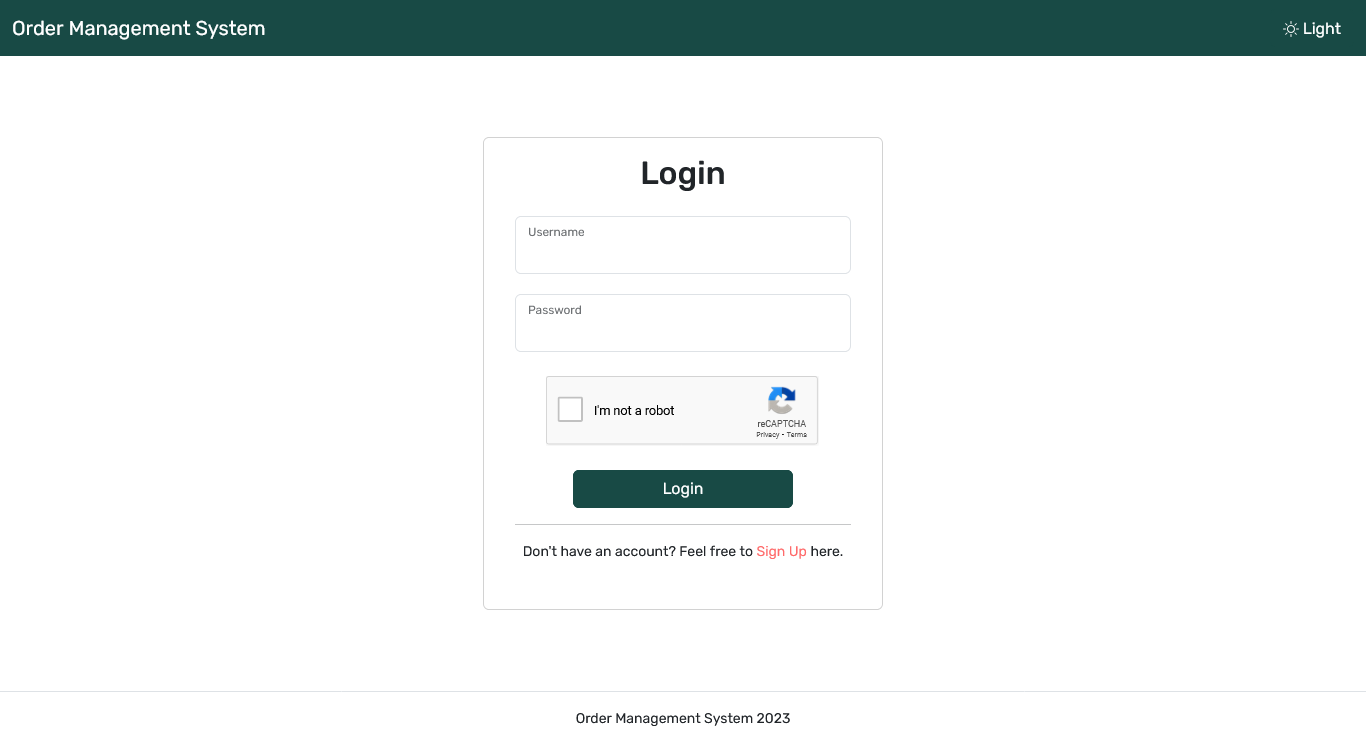 Order Management System
Light
Login
Username
Password
I'm not a robot
reCAPTCHA
Privacy - Terms
Login
Don't have an account? Feel free to Sign Up here.
Order Management System 2023